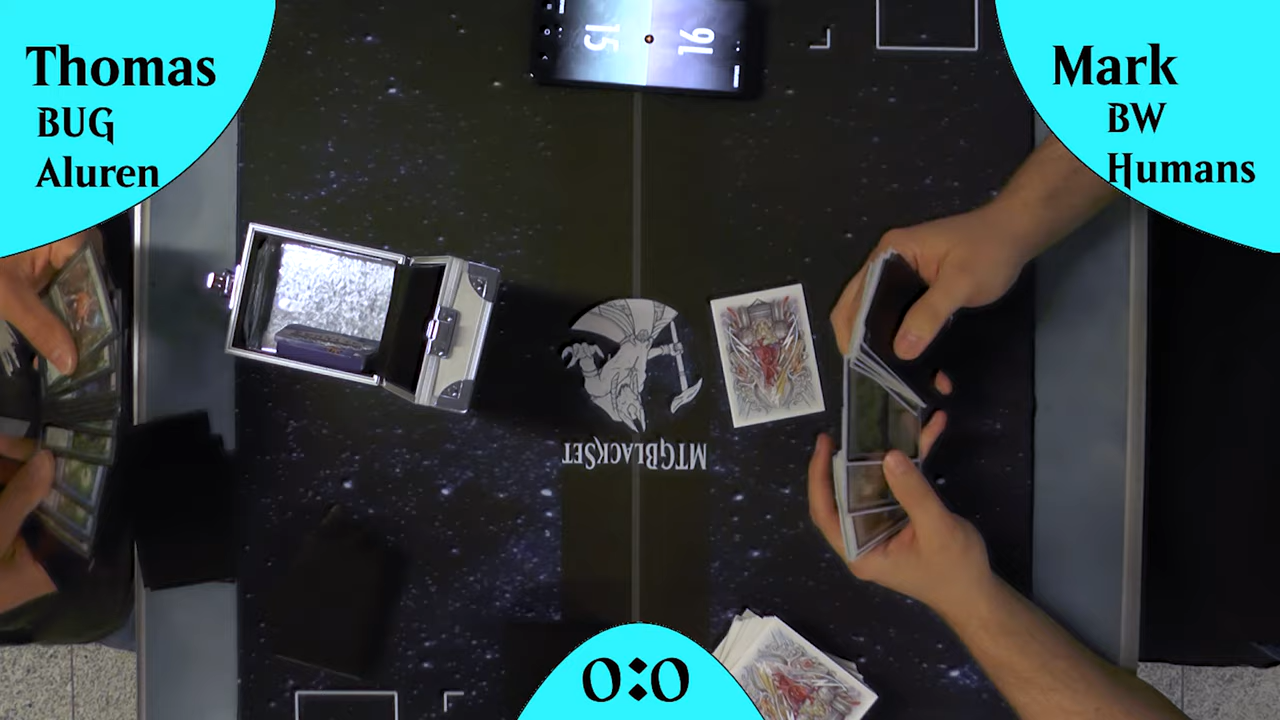 Thomas
BUG
Aluren
15
16
Mark
BW
Humans
MTGBLACKSET
0:0